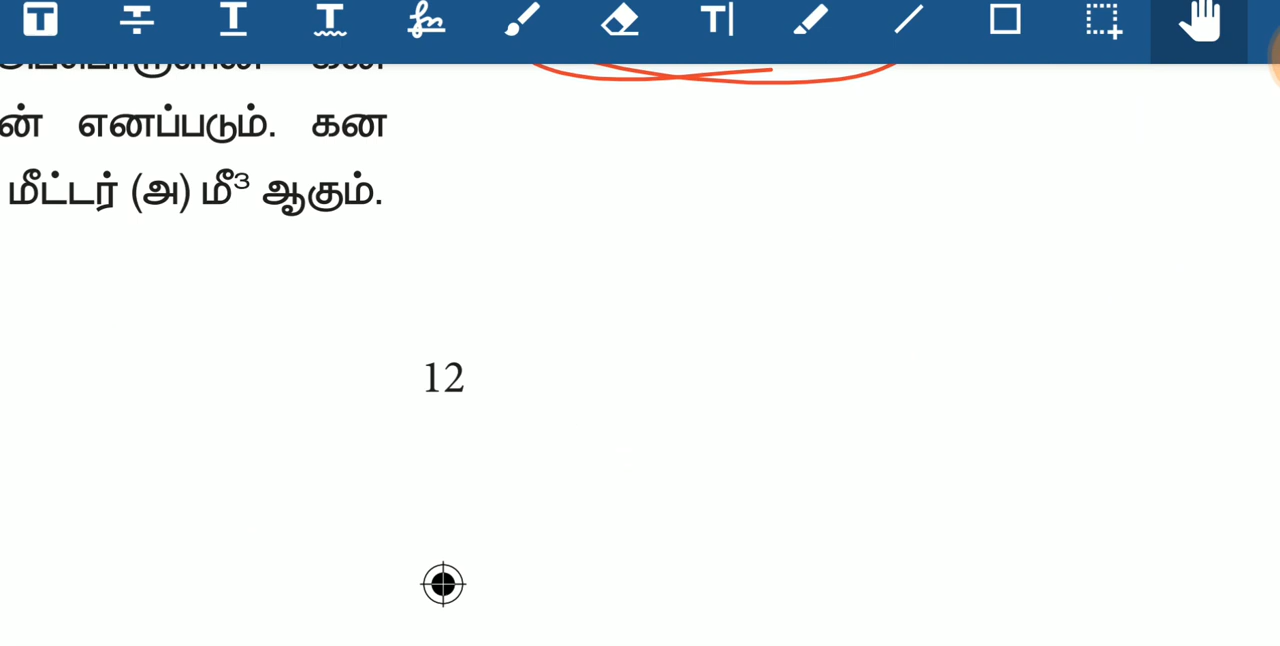 ன் எனப்படும். கன
மீட்டர் (அ) மீ³ ஆகும்.
12